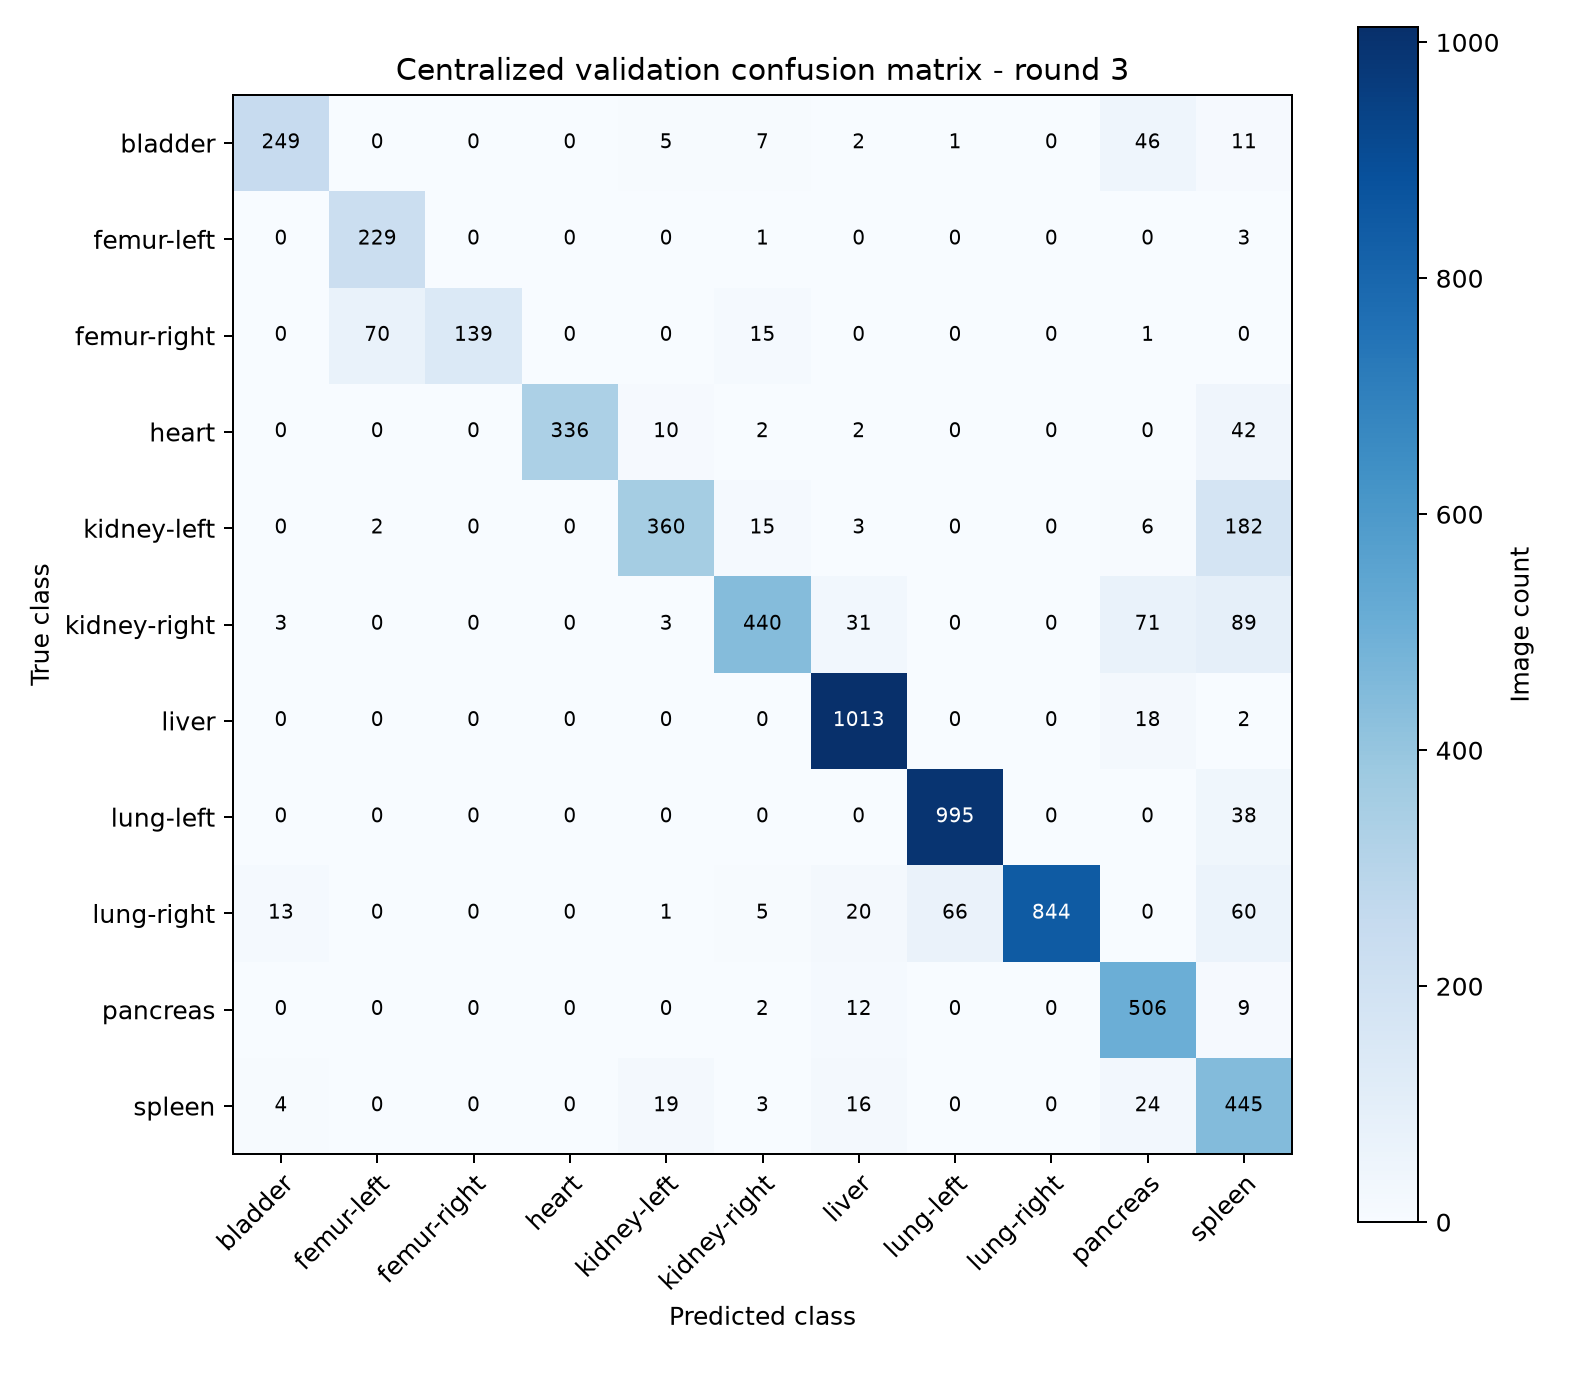 Centralized validation confusion matrix - round 3
bladder 249 0 0 0 5 7 2 1 0 46 11
femur-left 0 229 0 0 0 1 0 0 0 0 3
femur-right 0 70 139 0 0 15 0 0 0 1 0
heart 0 0 0 336 10 2 2 0 0 0 42
kidney-left 0 2 0 0 360 15 3 0 0 6 182
kidney-right 3 0 0 0 3 440 31 0 0 71 89
liver 0 0 0 0 0 0 1013 0 0 18 2
lung-left 0 0 0 0 0 0 0 995 0 0 38
lung-right 13 0 0 0 1 5 20 66 844 0 60
pancreas 0 0 0 0 0 2 12 0 0 506 9
spleen 4 0 0 0 19 3 16 0 0 24 445
bladder femur-left femur-right heart kidney-left kidney-right liver lung-left lung-right pancreas spleen
Predicted class
True class
1000
800
600
400
200
0
Image count